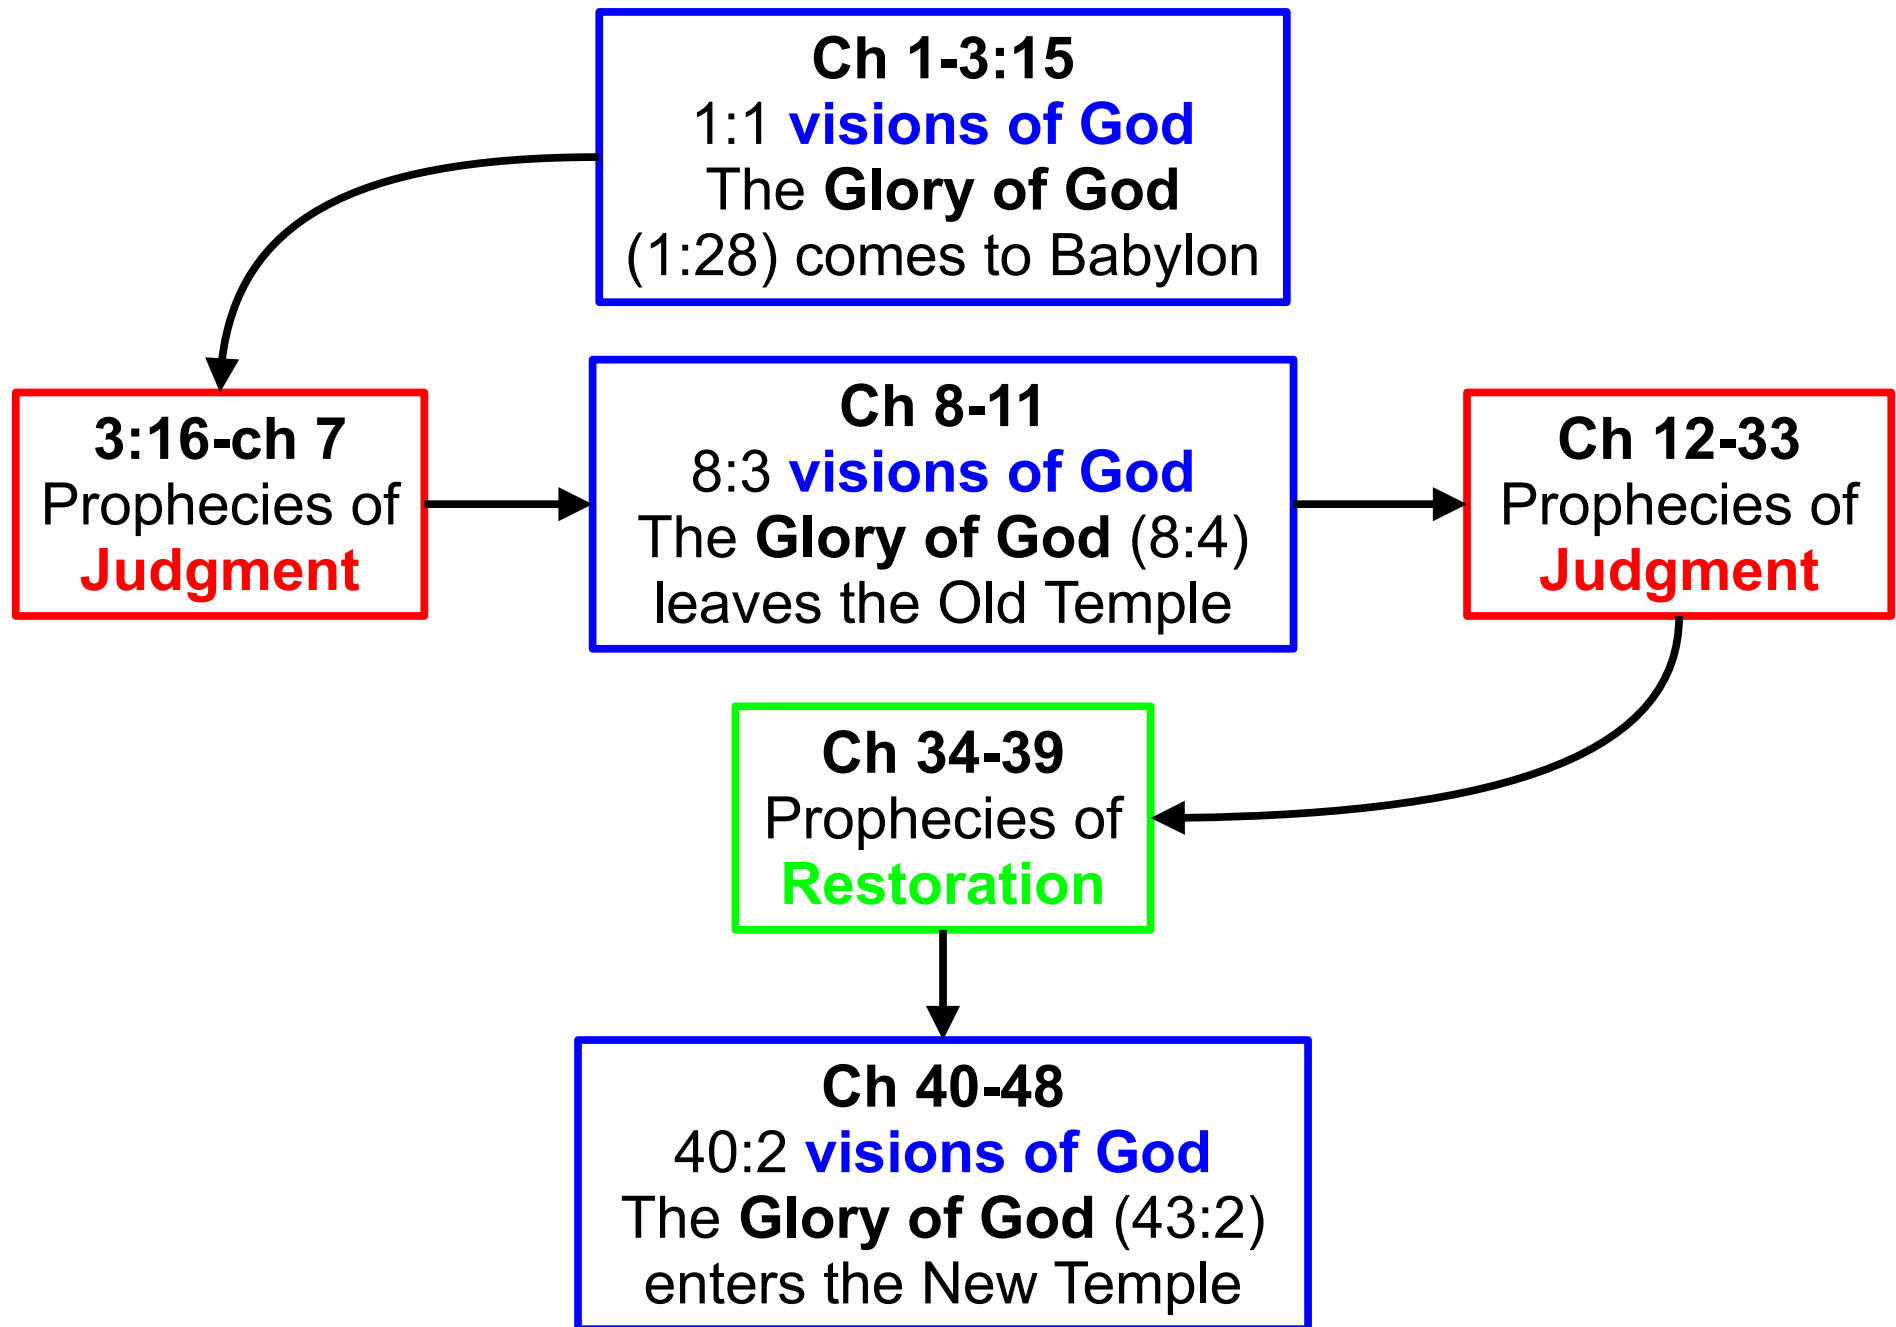 Ch 1-3:15
1:1 visions of God
The Glory of God
(1:28) comes to Babylon
3:16-ch 7
Prophecies of
Judgment
Ch 8-11
8:3 visions of God
The Glory of God (8:4)
leaves the Old Temple
Ch 12-33
Prophecies of
Judgment
Ch 34-39
Prophecies of
Restoration
Ch 40-48
40:2 visions of God
The Glory of God (43:2)
enters the New Temple